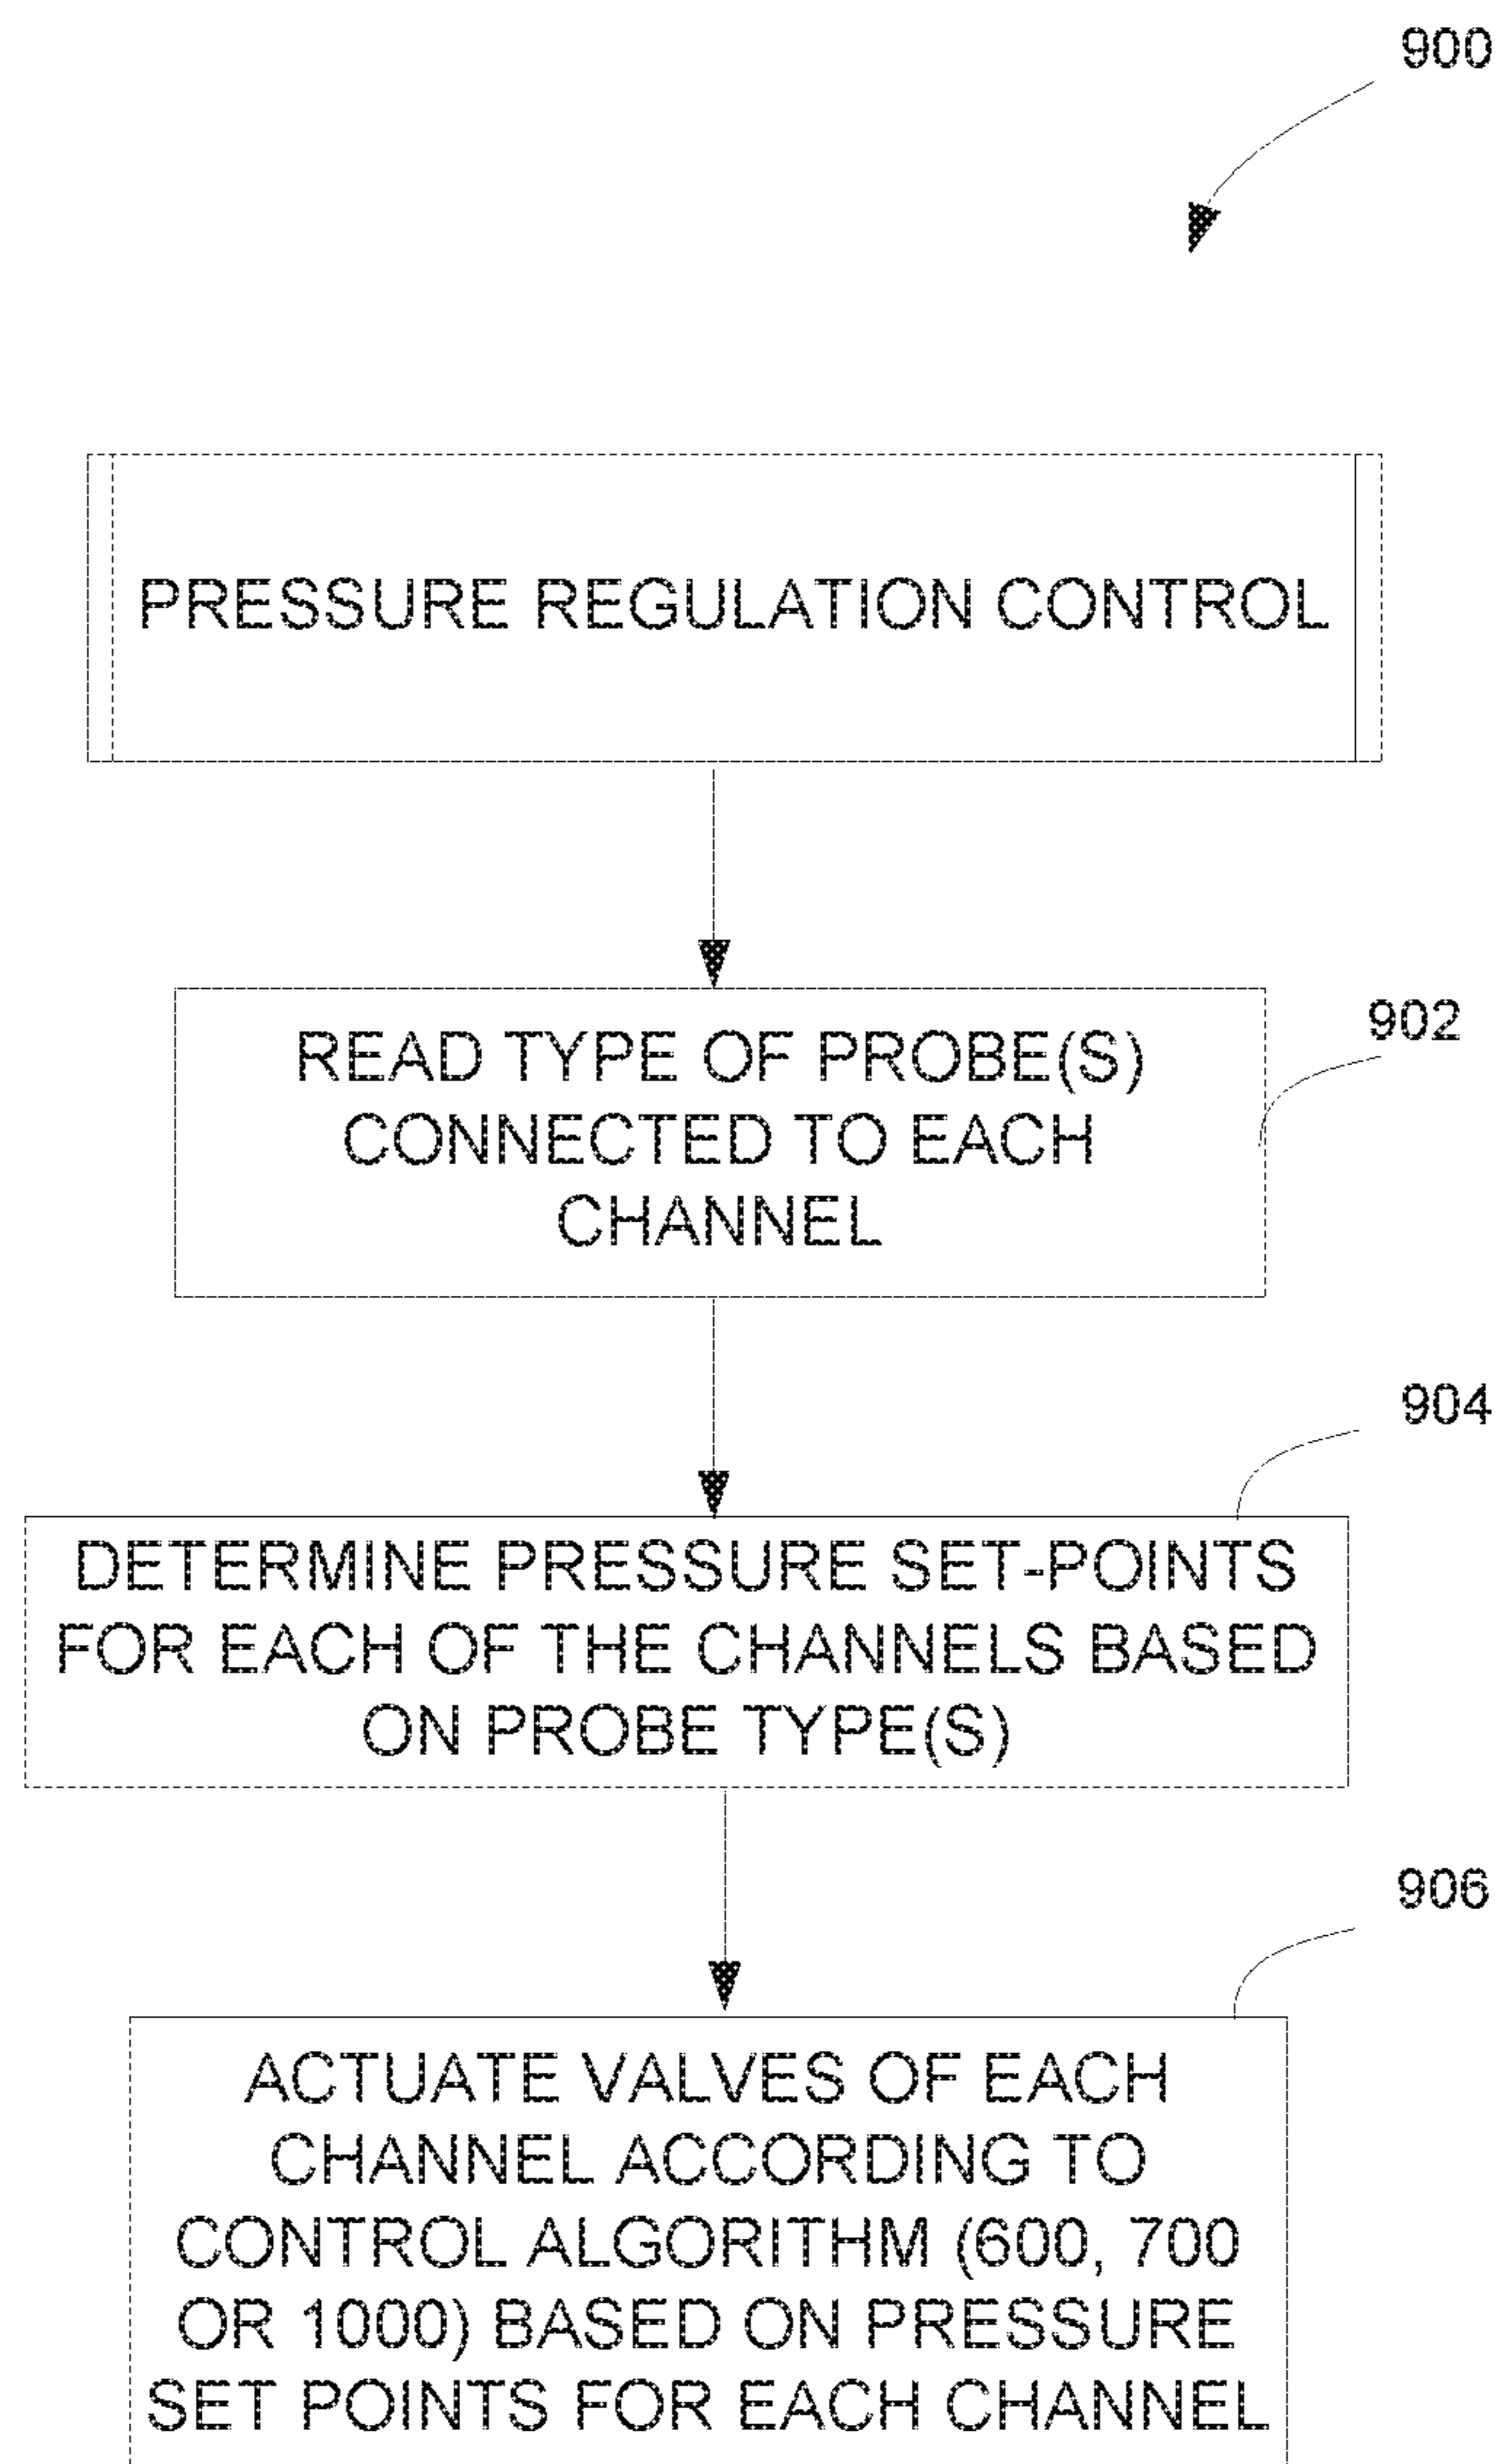 900
PRESSURE REGULATION CONTROL
902
READ TYPE OF PROBE(S)
CONNECTED TO EACH
CHANNEL
904
DETERMINE PRESSURE SET-POINTS
FOR EACH OF THE CHANNELS BASED
ON PROBE TYPE(S)
906
ACTUATE VALVES OF EACH
CHANNEL ACCORDING TO
CONTROL ALGORITHM (600, 700
OR 1000) BASED ON PRESSURE
SET POINTS FOR EACH CHANNEL